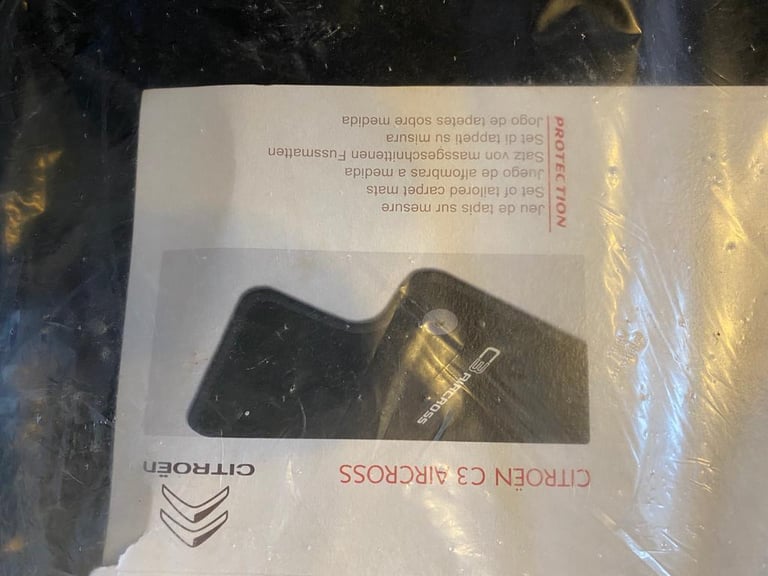 CITROËN
CITROËN C3 AIRCROSS
C3 AIRCROSS
PROTECTION
Jeu de tapis sur mesure
Set of tailored carpet mats
Juego de alfombras a medida
Satz von massgeschnittenen Fussmatten
Set di tappeti su misura
Jogo de tapetes sobre medida